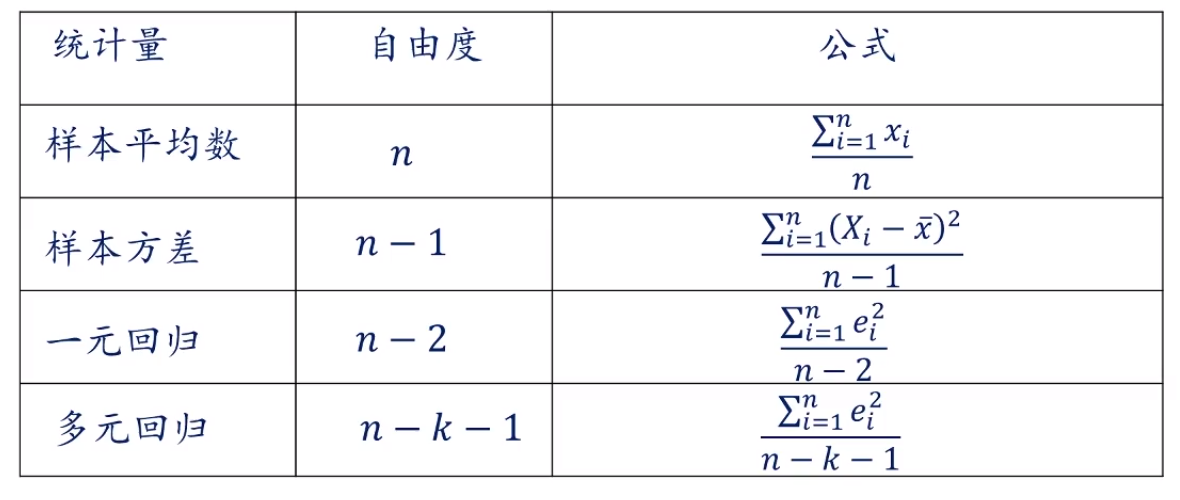 统计量 自由度 公式
样本平均数 n \frac{\sum_{i=1}^{n} x_i}{n}
样本方差 n − 1 \frac{\sum_{i=1}^{n} (X_i - \bar{x})^2}{n-1}
一元回归 n − 2 \frac{\sum_{i=1}^{n} e_i^2}{n-2}
多元回归 n − k − 1 \frac{\sum_{i=1}^{n} e_i^2}{n-k-1}